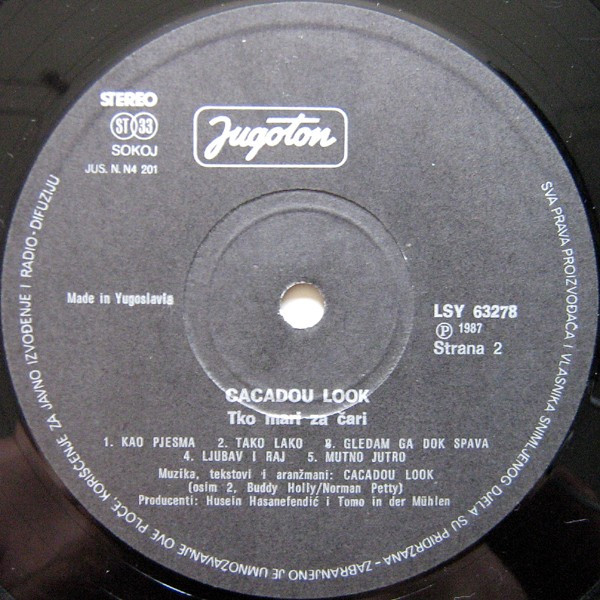 STEREO
ST 33
SOKOJ
JUS. N. N4 201
Jugoton
Made in Yugoslavia
LSY 63278
Ⓟ 1987
Strana 2
CACADOU LOOK
Tko mari za čari
1. KAO PJESMA 2. TAKO LAKO 3. GLEDAM GA DOK SPAVA
4. LJUBAV I RAJ 5. MUTNO JUTRO
Muzika, tekstovi i aranžmani: CACADOU LOOK
(osim 2, Buddy Holly/Norman Petty)
Producenti: Husein Hasanefendić i Tomo in der Mühlen
SVA PRAVA PROIZVOĐAČA I VLASNIKA SNIMLJENOG DJELA SU PRIDRŽANA - ZABRANJENO JE UMNOŽAVANJE OVE PLOČE, KORIŠĆENJE ZA JAVNO IZVOĐENJE I RADIO-DIFUZIJU